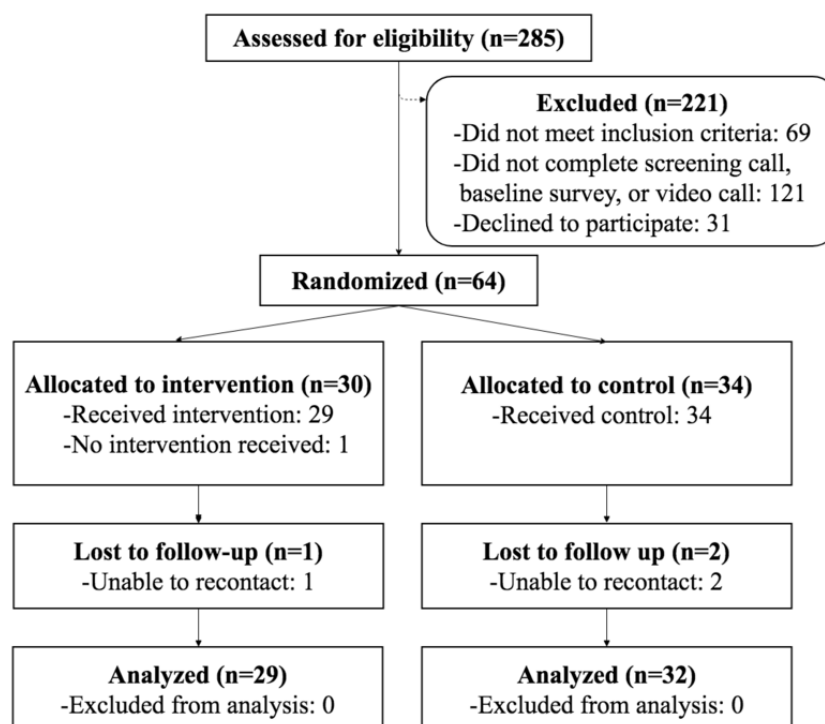 Assessed for eligibility (n=285)
Excluded (n=221)
-Did not meet inclusion criteria: 69
-Did not complete screening call,
baseline survey, or video call: 121
-Declined to participate: 31
Randomized (n=64)
Allocated to intervention (n=30)
-Received intervention: 29
-No intervention received: 1
Allocated to control (n=34)
-Received control: 34
Lost to follow-up (n=1)
-Unable to recontact: 1
Lost to follow up (n=2)
-Unable to recontact: 2
Analyzed (n=29)
-Excluded from analysis: 0
Analyzed (n=32)
-Excluded from analysis: 0